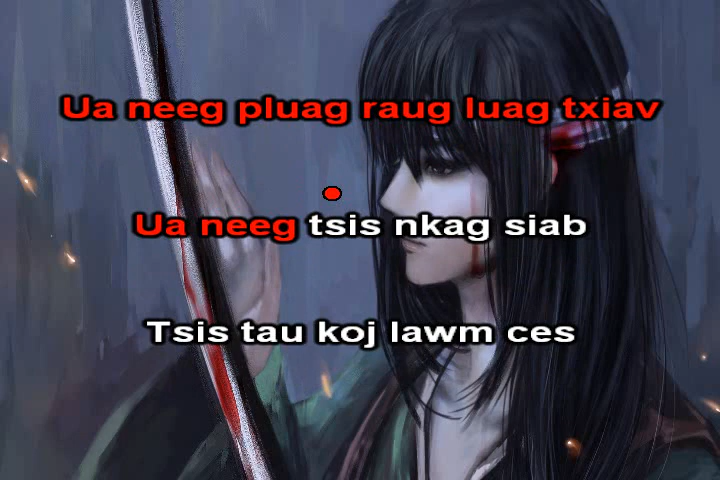 Ua neeg pluag raug luag txiav
Ua neeg tsis nkag siab
Tsis tau koj lawm ces